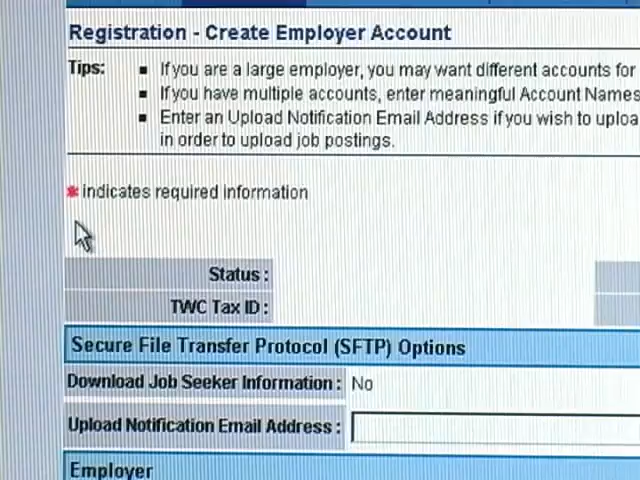 Registration - Create Employer Account
Tips:
■ If you are a large employer, you may want different accounts for
■ If you have multiple accounts, enter meaningful Account Names
■ Enter an Upload Notification Email Address if you wish to
in order to upload job postings.
* indicates required information
Status :
TWC Tax ID :
Secure File Transfer Protocol (SFTP) Options
Download Job Seeker Information : No
Upload Notification Email Address :
Employer